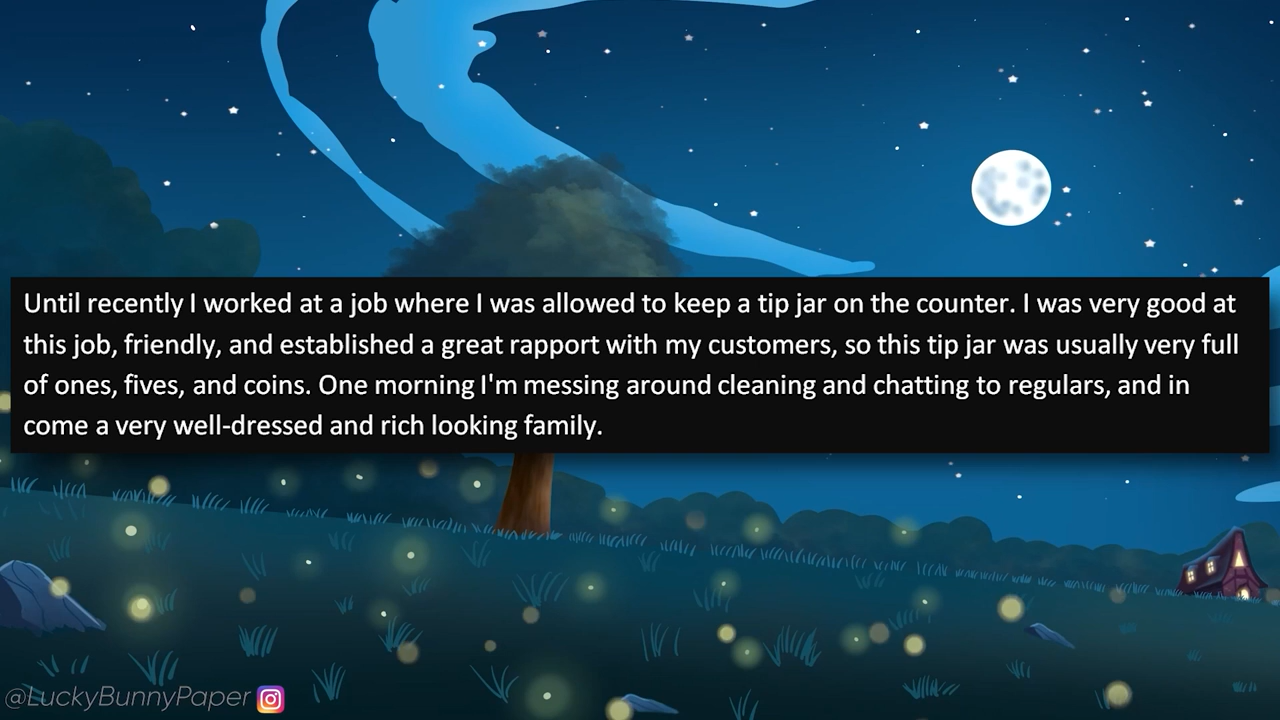 Until recently I worked at a job where I was allowed to keep a tip jar on the counter. I was very good at
this job, friendly, and established a great rapport with my customers, so this tip jar was usually very full
of ones, fives, and coins. One morning I'm messing around cleaning and chatting to regulars, and in
come a very well-dressed and rich looking family.
@LuckyBunnyPaper